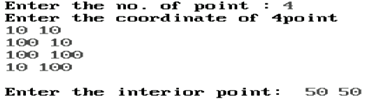 Enter the no. of point : 4
Enter the coordinate of 4point
10 10
100 10
100 100
10 100
Enter the interior point: 50 50